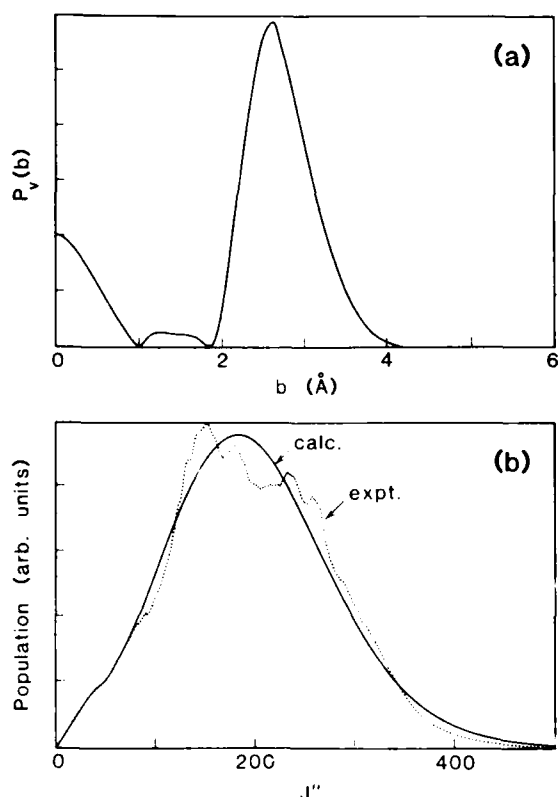 (a)
P_v(b)
0 2 4 6
b (Å)
(b)
calc.
expt.
Population (arb. units)
0 200 400
J''